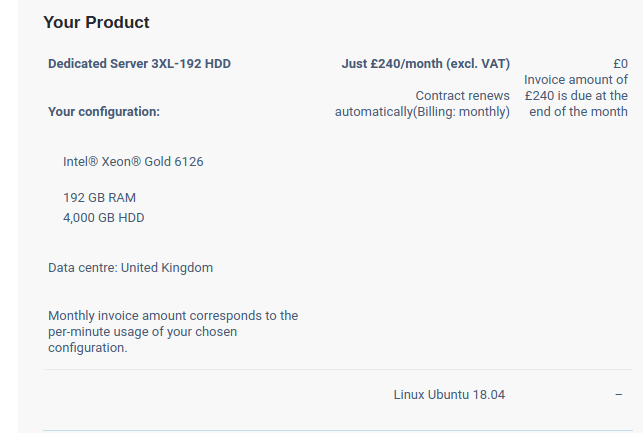 Your Product
Dedicated Server 3XL-192 HDD
Just £240/month (excl. VAT)
£0
Invoice amount of
£240 is due at the
end of the month
Contract renews
automatically(Billing: monthly)
Your configuration:
Intel® Xeon® Gold 6126
192 GB RAM
4,000 GB HDD
Data centre: United Kingdom
Monthly invoice amount corresponds to the
per-minute usage of your chosen
configuration.
Linux Ubuntu 18.04
–